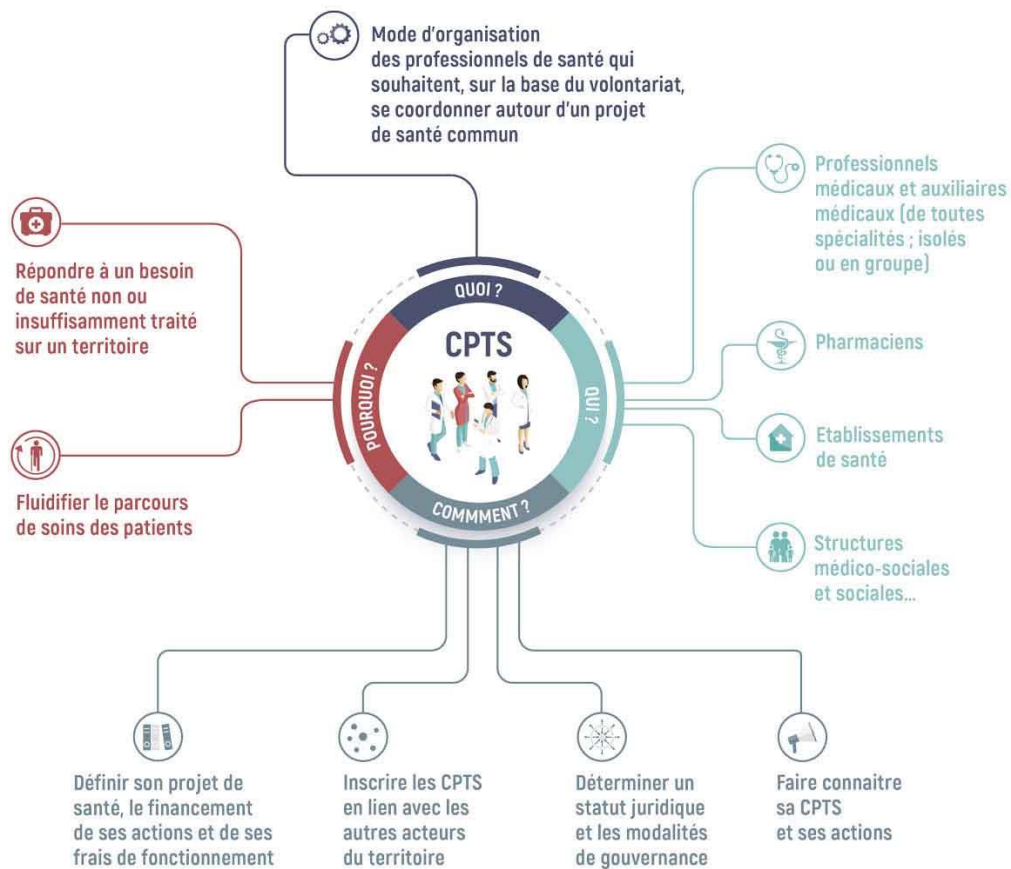 Mode d'organisation
des professionnels de santé qui
souhaitent, sur la base du volontariat,
se coordonner autour d'un projet
de santé commun
Professionnels
médicaux et auxiliaires
médicaux (de toutes
spécialités ; isolés
ou en groupe)
Répondre à un besoin
de santé non ou
insuffisamment traité
sur un territoire
QUOI ?
CPTS
POURQUOI ?
QUI ?
COMMMENT ?
Pharmaciens
Etablissements
de santé
Fluidifier le parcours
de soins des patients
Structures
médico-sociales
et sociales...
Définir son projet de
santé, le financement
de ses actions et de ses
frais de fonctionnement
Inscrire les CPTS
en lien avec les
autres acteurs
du territoire
Déterminer un
statut juridique
et les modalités
de gouvernance
Faire connaitre
sa CPTS
et ses actions